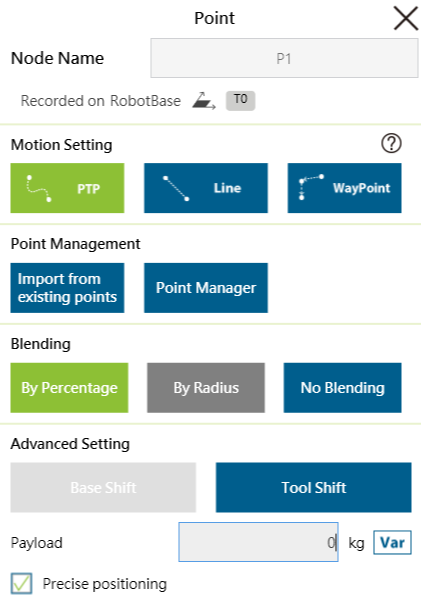 Point
Node Name
P1
Recorded on RobotBase T0
Motion Setting
PTP
Line
WayPoint
Point Management
Import from
existing points
Point Manager
Blending
By Percentage
By Radius
No Blending
Advanced Setting
Base Shift
Tool Shift
Payload
0
kg
Var
Precise positioning